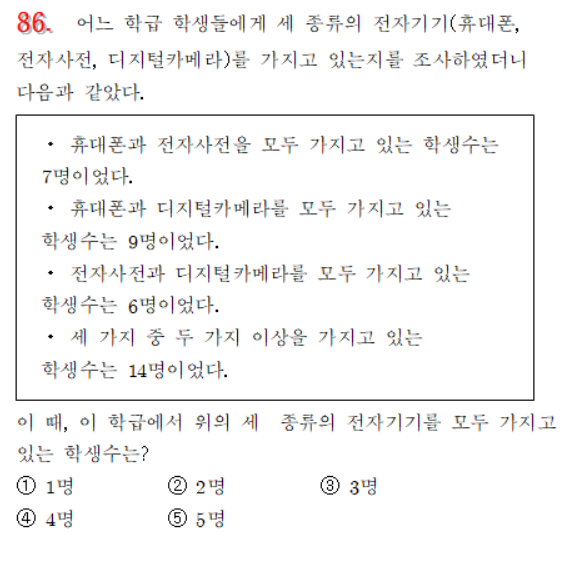 86. 어느 학급 학생들에게 세 종류의 전자기기(휴대폰,
전자사전, 디지털카메라)를 가지고 있는지를 조사하였더니
다음과 같았다.
• 휴대폰과 전자사전을 모두 가지고 있는 학생수는
7명이었다.
• 휴대폰과 디지털카메라를 모두 가지고 있는
학생수는 9명이었다.
• 전자사전과 디지털카메라를 모두 가지고 있는
학생수는 6명이었다.
• 세 가지 중 두 가지 이상을 가지고 있는
학생수는 14명이었다.
이 때, 이 학급에서 위의 세 종류의 전자기기를 모두 가지고
있는 학생수는?
① 1명 ② 2명 ③ 3명
④ 4명 ⑤ 5명